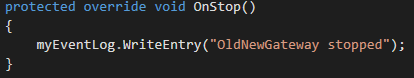 protected override void OnStop()
{
    myEventLog.WriteEntry("OldNewGateway stopped");
}